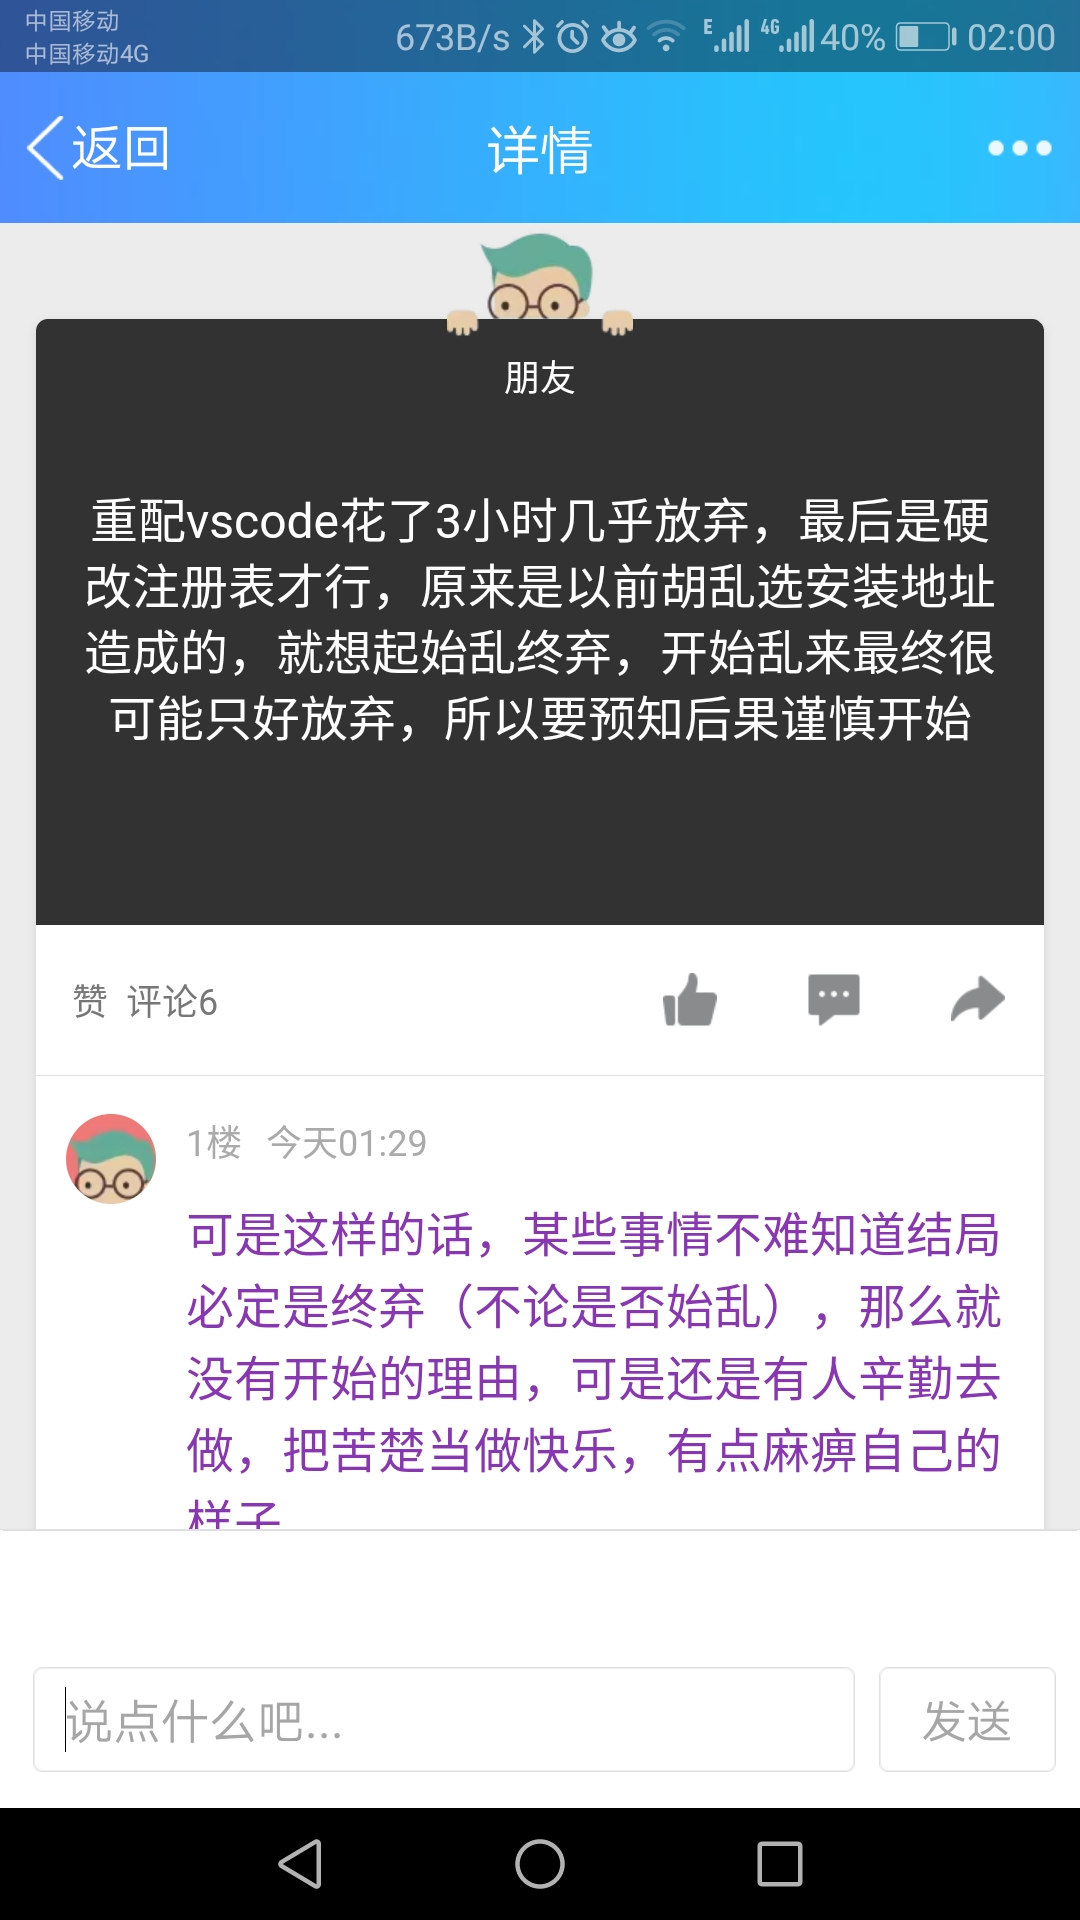 中国移动
中国移动4G
673B/s
E
4G
40%
02:00
返回
详情
朋友
重配vscode花了3小时几乎放弃，最后是硬
改注册表才行，原来是以前胡乱选安装地址
造成的，就想起始乱终弃，开始乱来最终很
可能只好放弃，所以要预知后果谨慎开始
赞 评论6
1楼 今天01:29
可是这样的话，某些事情不难知道结局
必定是终弃（不论是否始乱），那么就
没有开始的理由，可是还是有人辛勤去
做，把苦楚当做快乐，有点麻痹自己的
样子
说点什么吧...
发送